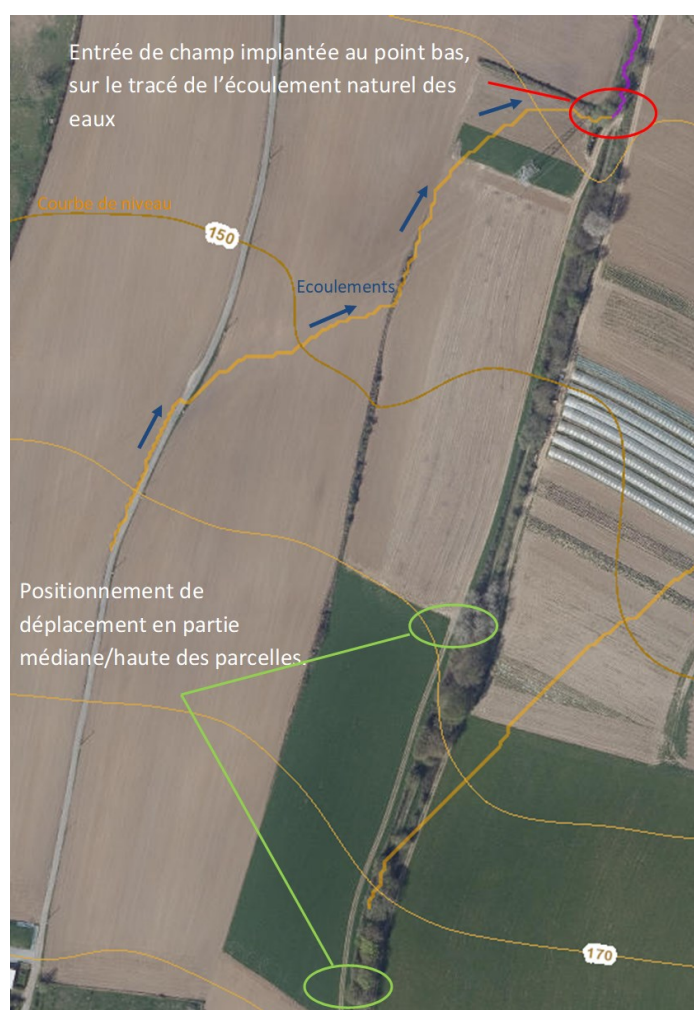 Entrée de champ implantée au point bas,
sur le tracé de l’écoulement naturel des
eaux
Courbe de niveau
150
Ecoulements
Positionnement de
déplacement en partie
médiane/haute des parcelles.
170